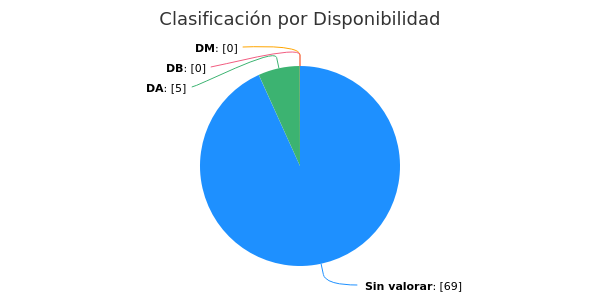 Clasificación por Disponibilidad
DM: [0]
DB: [0]
DA: [5]
Sin valorar: [69]